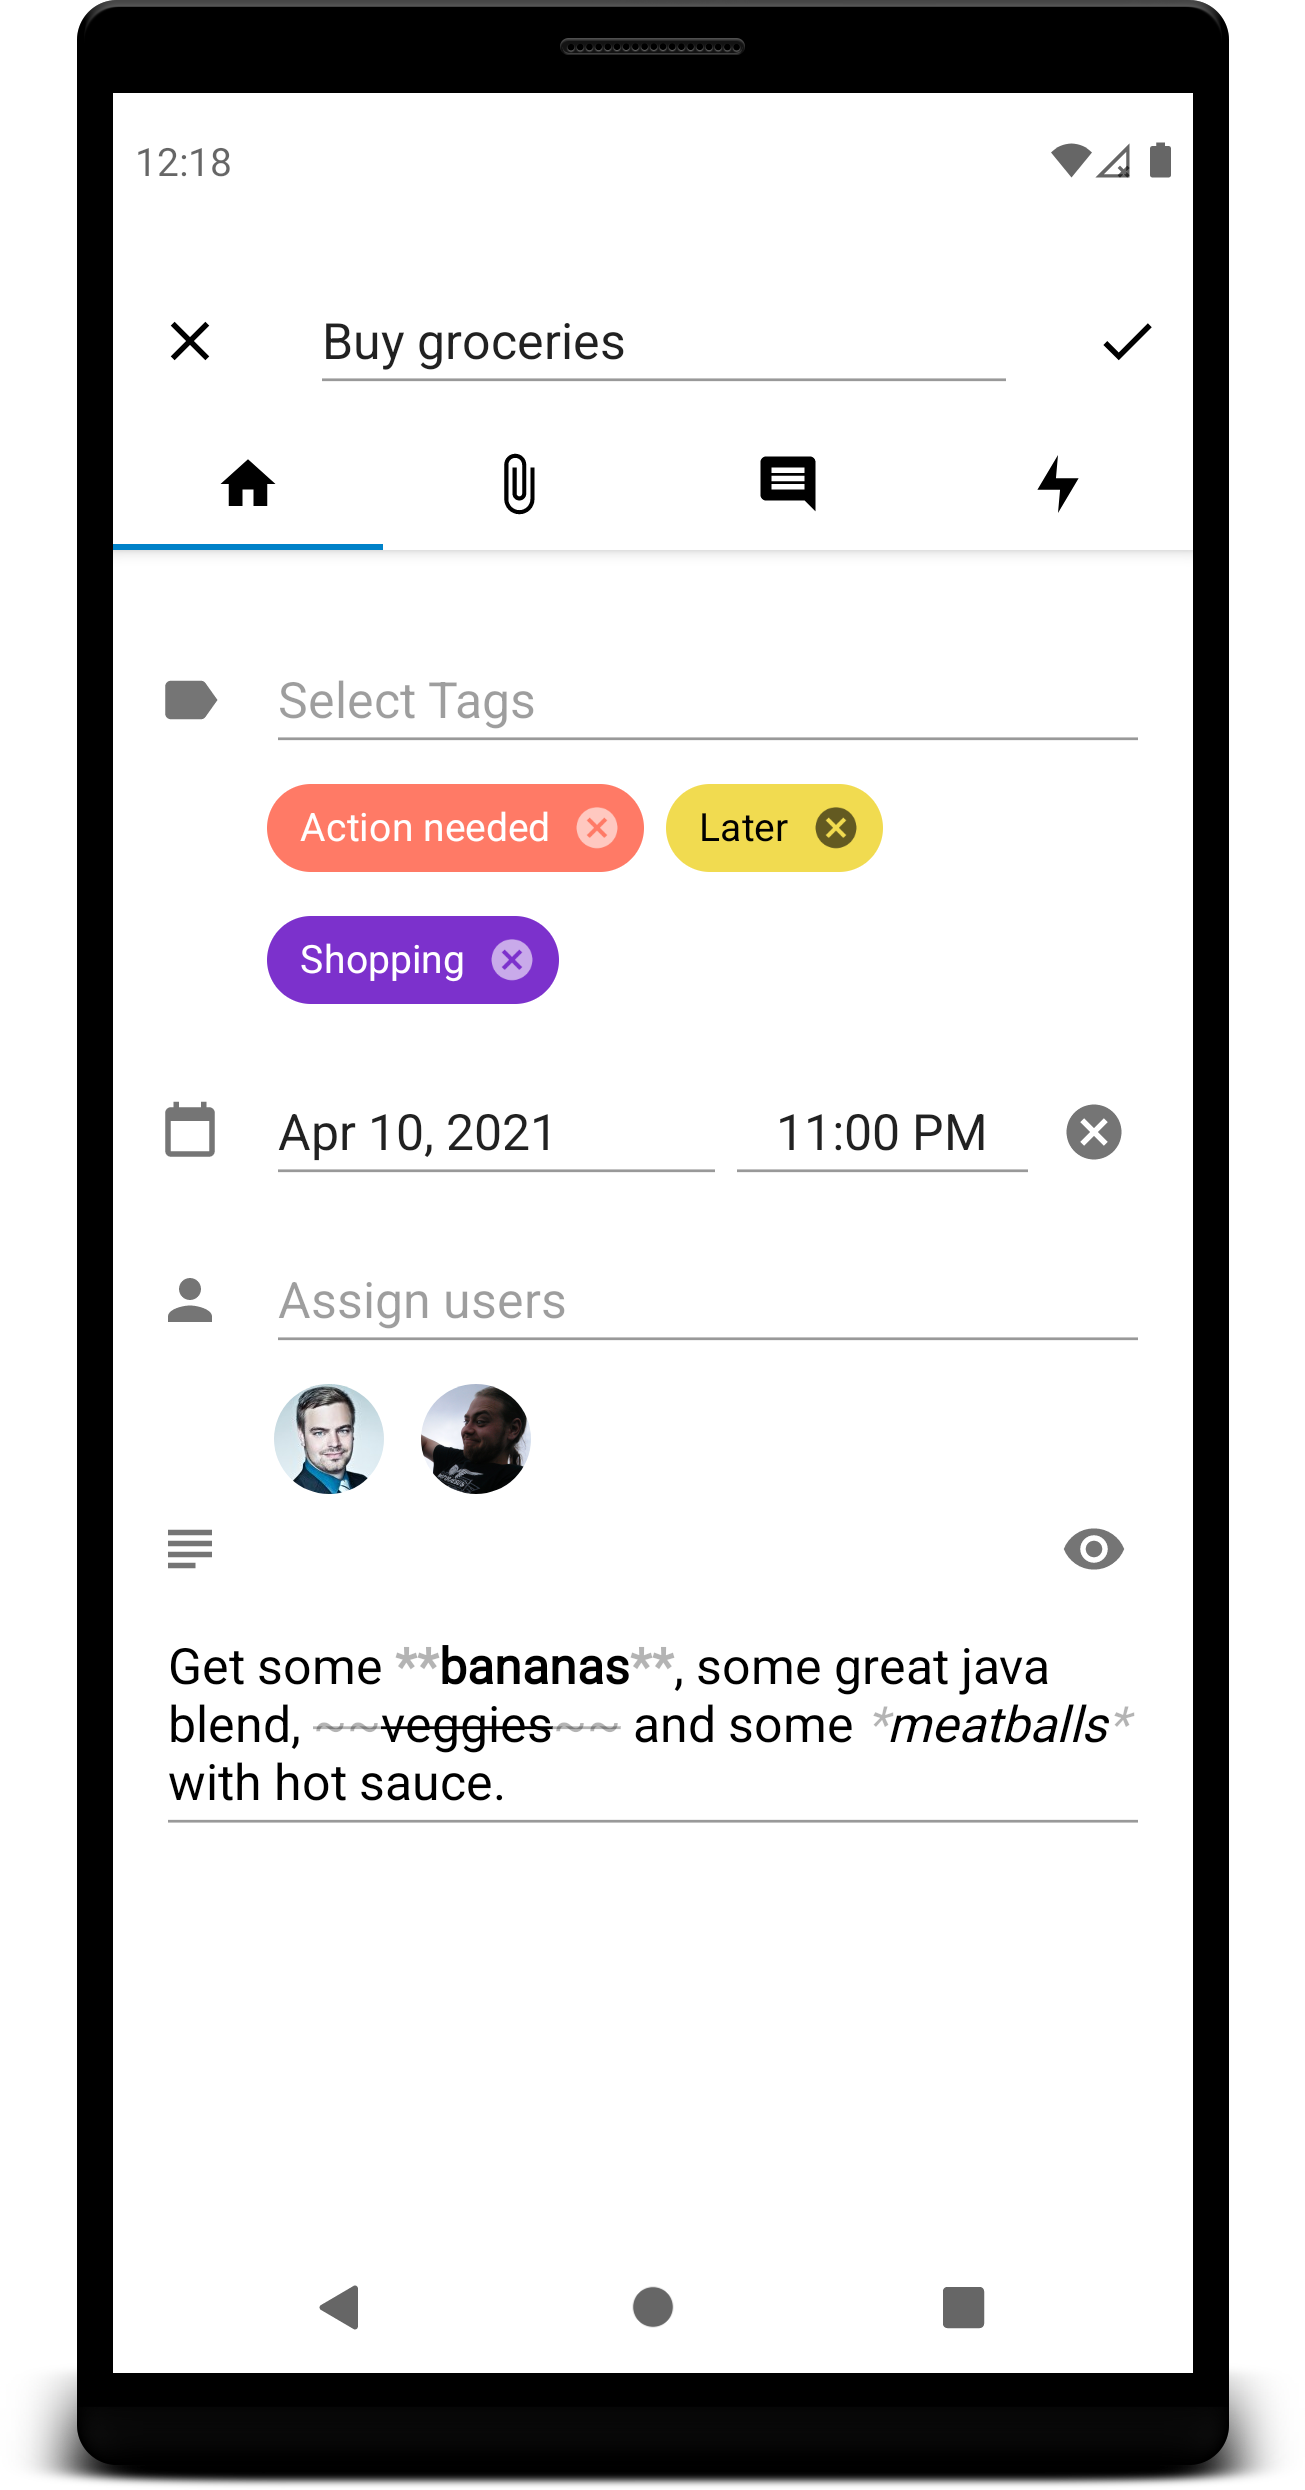 12:18
Buy groceries
Select Tags
Action needed
Later
Shopping
Apr 10, 2021
11:00 PM
Assign users
Get some **bananas**, some great java
blend, ~~veggies~~ and some *meatballs*
with hot sauce.